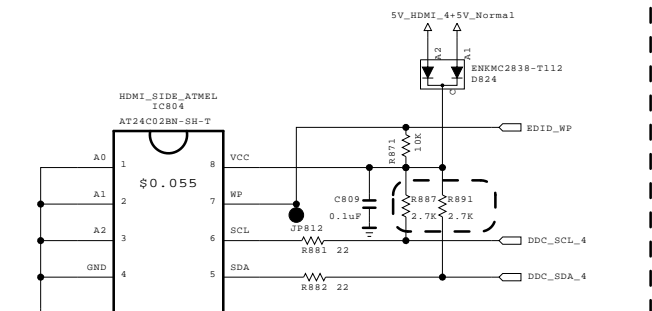 5V_HDMI_4+5V_Normal
A2
A1
ENKMC2838-T112
D824
C
HDMI_SIDE_ATMEL
IC804
AT24C02BN-SH-T
EDID_WP
R871
10K
A0
1
8
VCC
$0.055
A1
2
7
WP
C809
0.1uF
R887
2.7K
R891
2.7K
JP812
A2
3
6
SCL
R881 22
DDC_SCL_4
GND
4
5
SDA
R882 22
DDC_SDA_4